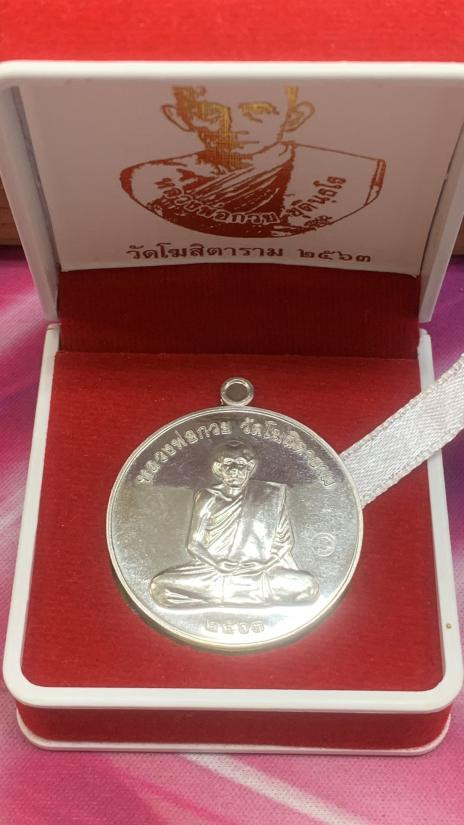 หลวงพ่อกวย ชุตินฺธโร
วัดโฆสิตาราม ๒๕๖๓
หลวงพ่อกวย วัดโฆสิตาราม
๒๕๖๓